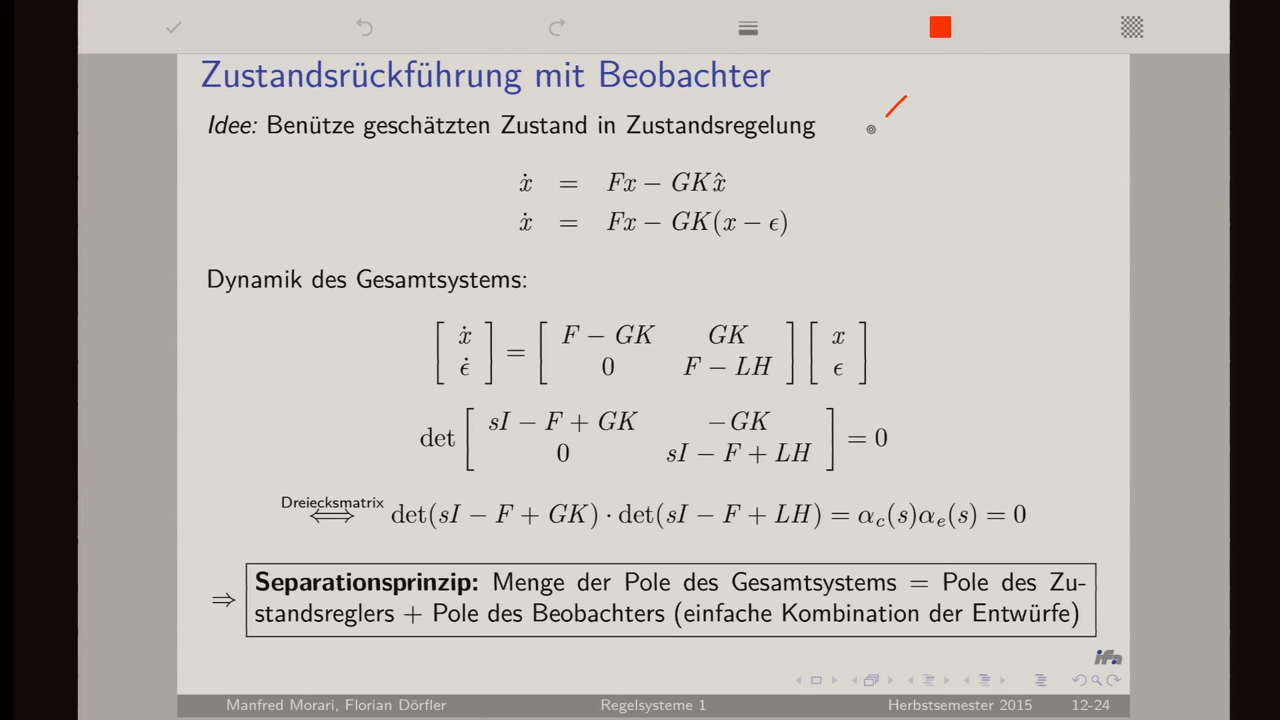 Zustandsrückführung mit Beobachter
Idee: Benütze geschätzten Zustand in Zustandsregelung
ẋ = Fx − GKx̂
ẋ = Fx − GK(x − ϵ)
Dynamik des Gesamtsystems:
[ẋ ϵ̇] = [F − GK GK 0 F − LH] [x ϵ]
det [sI − F + GK −GK 0 sI − F + LH] = 0
Dreiecksmatrix
⟺ det(sI − F + GK) · det(sI − F + LH) = α_c(s)α_e(s) = 0
Separationsprinzip: Menge der Pole des Gesamtsystems = Pole des Zu-
⇒ standsreglers + Pole des Beobachters (einfache Kombination der Entwürfe)
ifa
Manfred Morari, Florian Dörfler Regelsysteme 1 Herbstsemester 2015 12-24